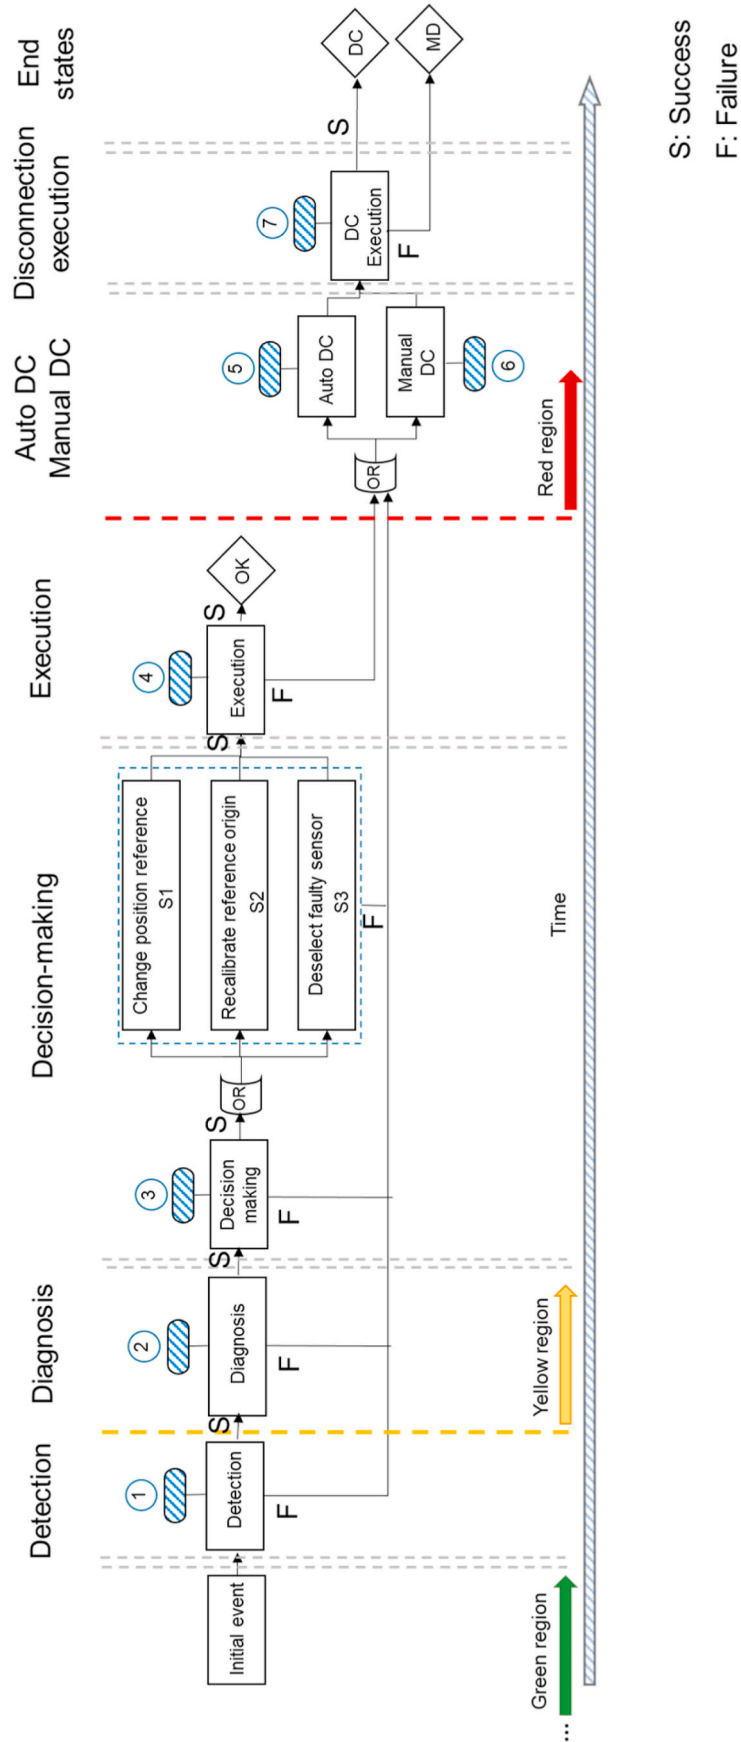 Detection
Diagnosis
Decision-making
Execution
Auto DC
Manual DC
Disconnection
execution
End
states
1
2
3
4
5
6
7
Initial event
Detection
S
F
Diagnosis
S
F
Decision
making
S
F
OR
Change position reference
S1
Recalibrate reference origin
S2
Deselect faulty sensor
S3
F
S
Execution
S
F
OK
OR
Auto DC
Manual
DC
DC
Execution
S
F
DC
MD
...
Green region
Yellow region
Red region
Time
S: Success
F: Failure